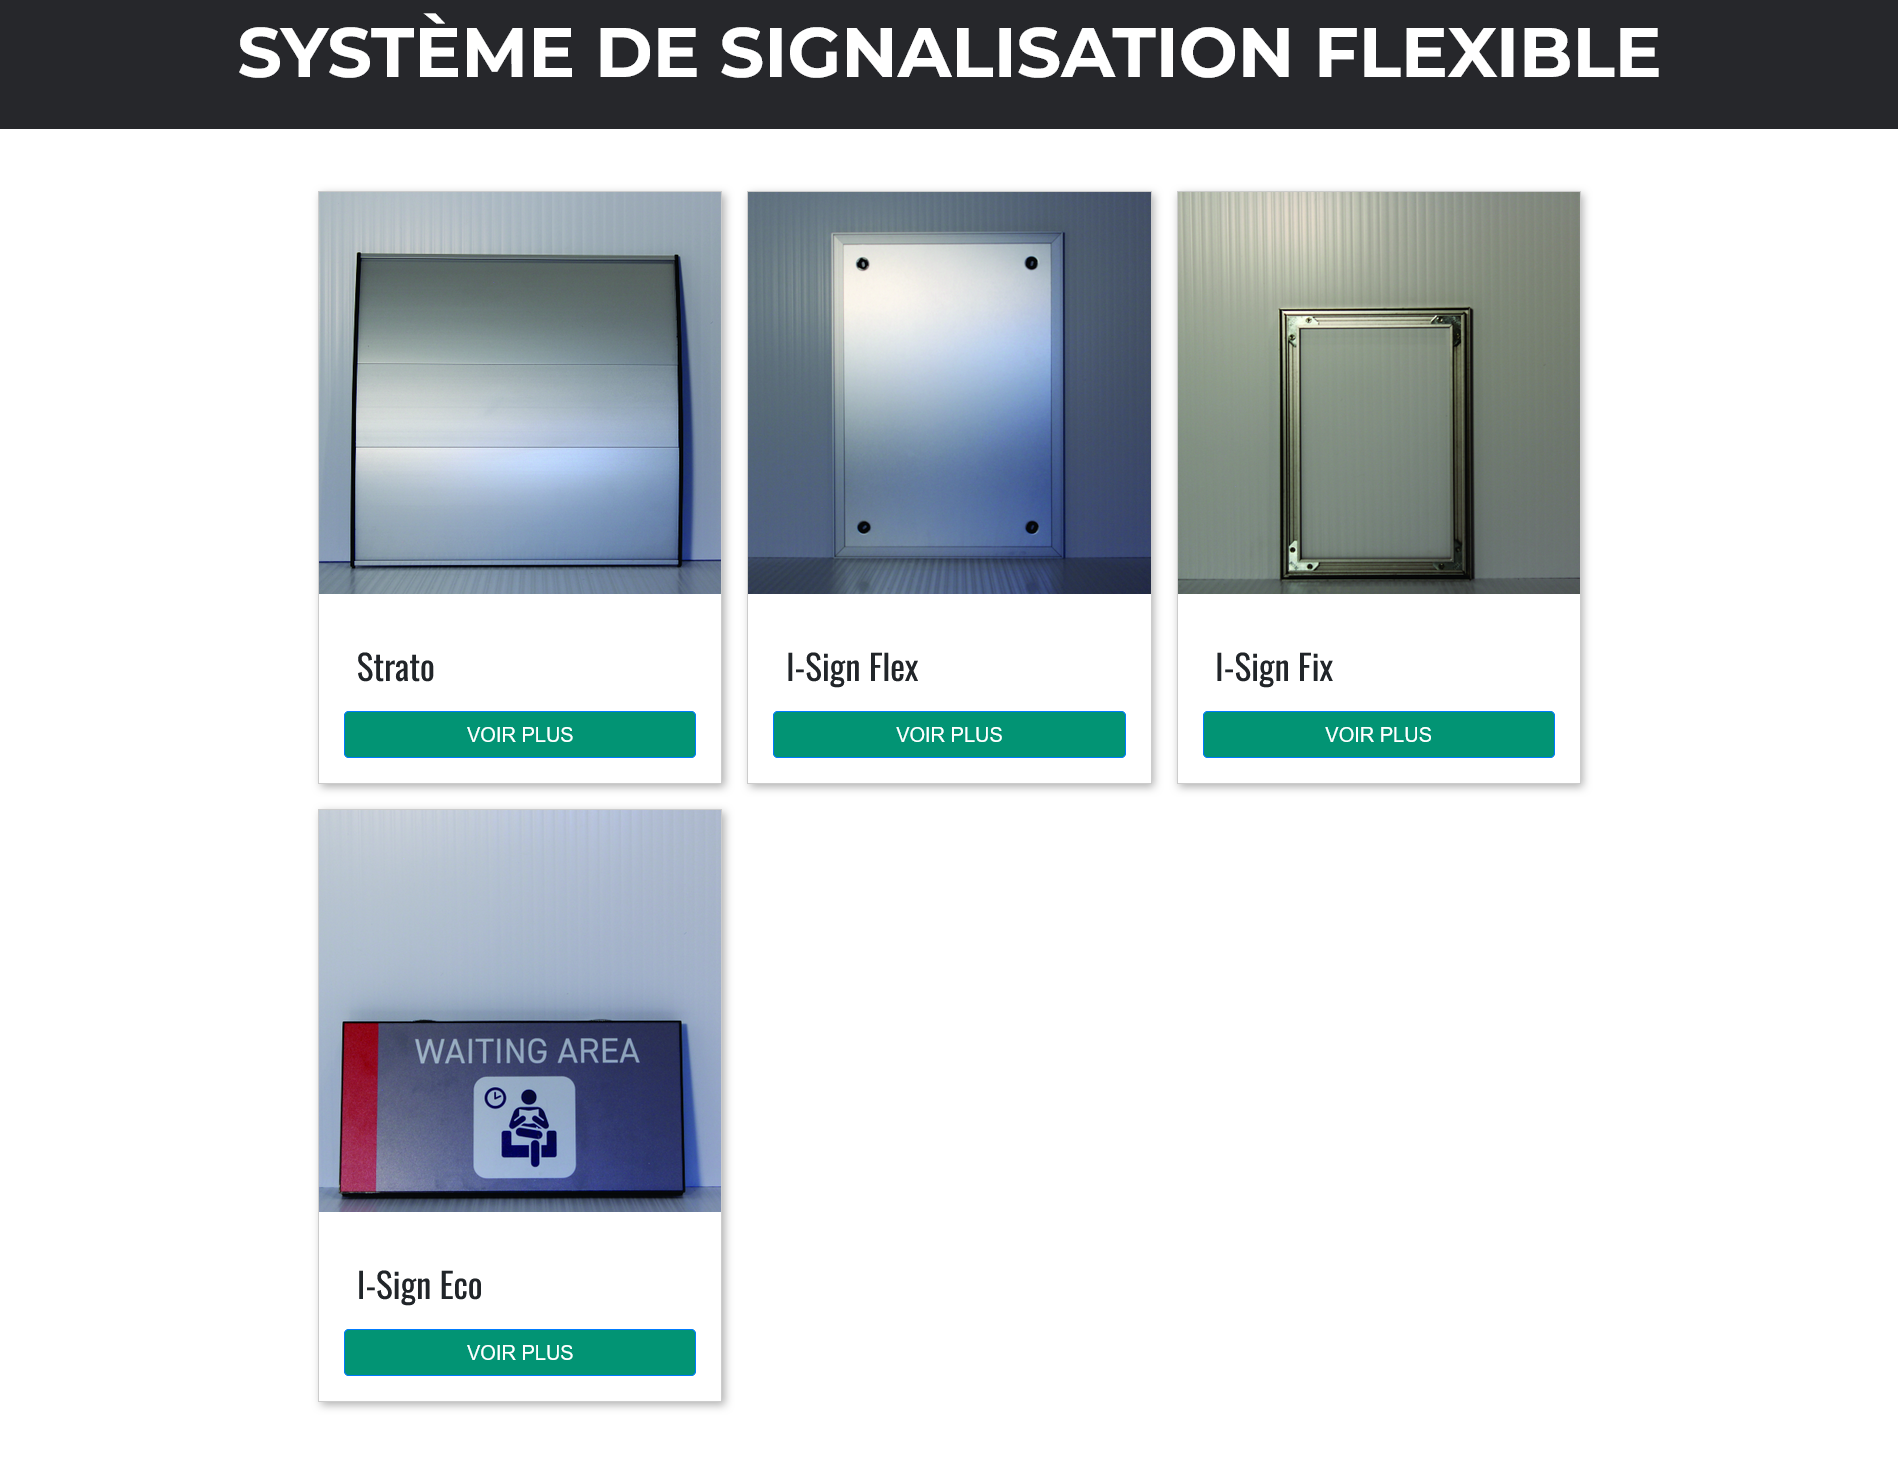 SYSTÈME DE SIGNALISATION FLEXIBLE
Strato
VOIR PLUS
I-Sign Flex
VOIR PLUS
I-Sign Fix
VOIR PLUS
WAITING AREA
I-Sign Eco
VOIR PLUS